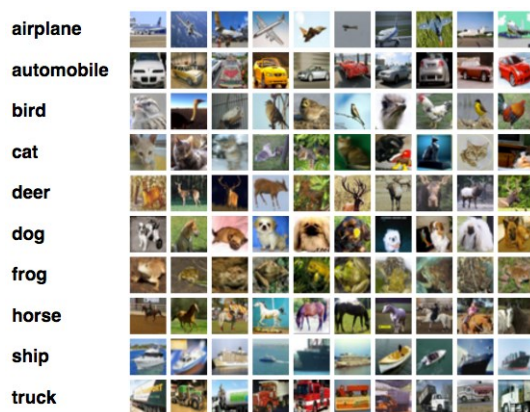 airplane
automobile
bird
cat
deer
dog
frog
horse
ship
truck